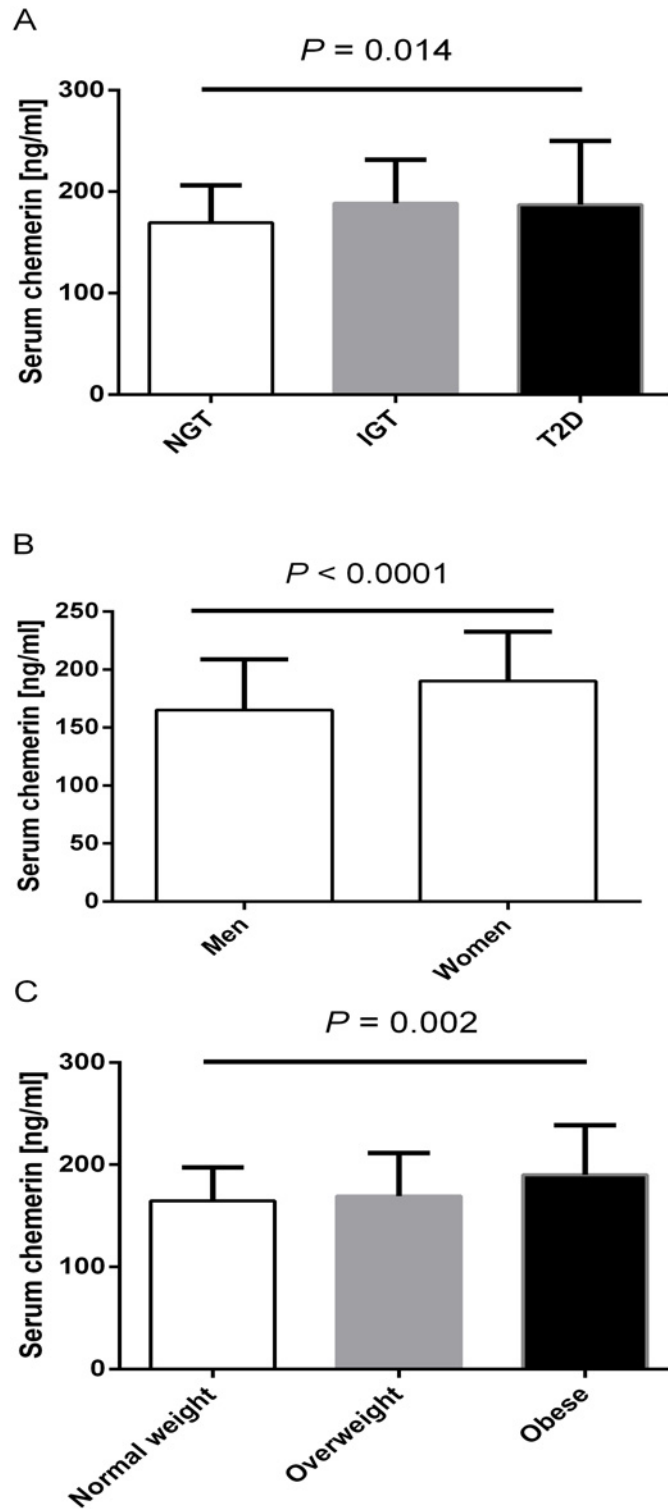 A
P = 0.014
Serum chemerin [ng/ml]
300
200
100
0
NGT
IGT
T2D
B
P < 0.0001
Serum chemerin [ng/ml]
250
200
150
100
50
0
Men
Women
C
P = 0.002
Serum chemerin [ng/ml]
300
200
100
0
Normal weight
Overweight
Obese